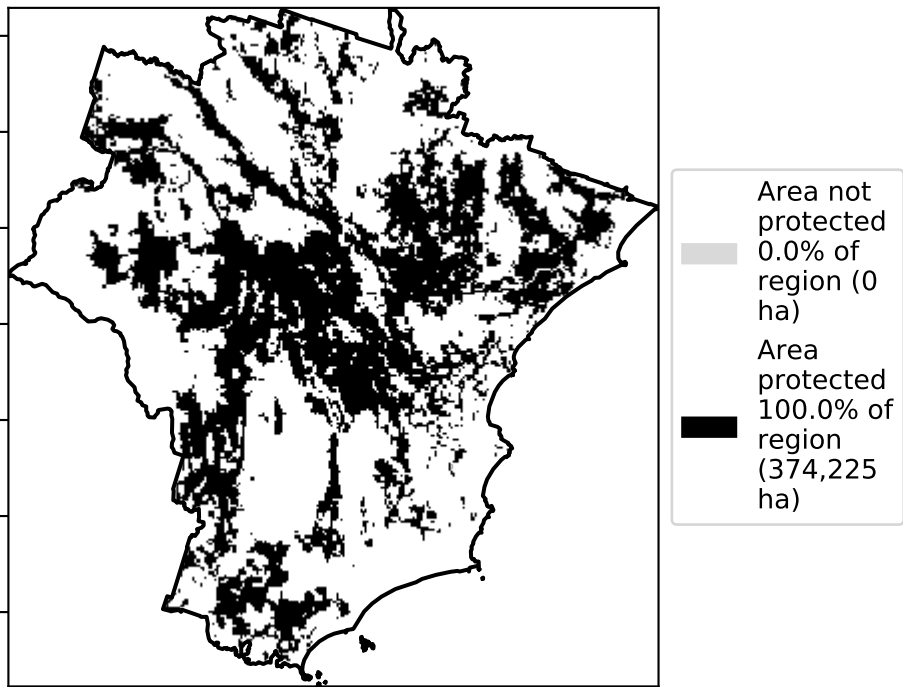 Area not
protected
0.0% of
region (0
ha)
Area
protected
100.0% of
region
(374,225
ha)